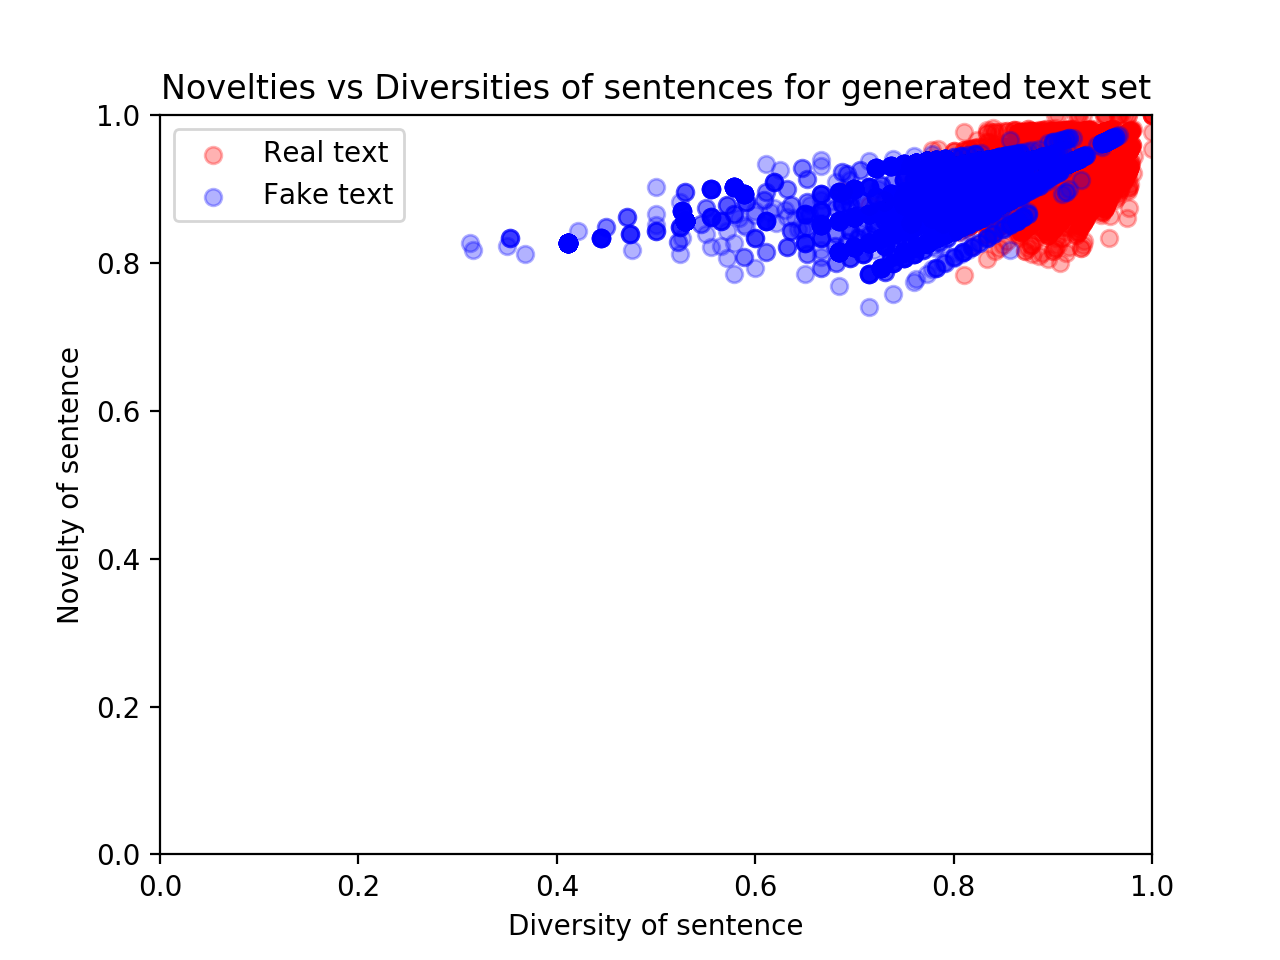 Novelties vs Diversities of sentences for generated text set
Real text
Fake text
1.0
0.8
0.6
0.4
0.2
0.0
Novelty of sentence
0.0 0.2 0.4 0.6 0.8 1.0
Diversity of sentence